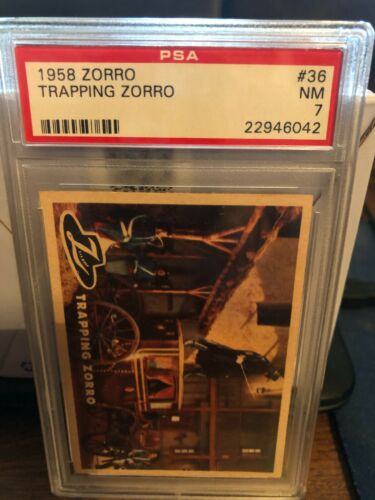 PSA
1958 ZORRO #36
TRAPPING ZORRO NM
7
22946042
Z
TRAPPING ZORRO